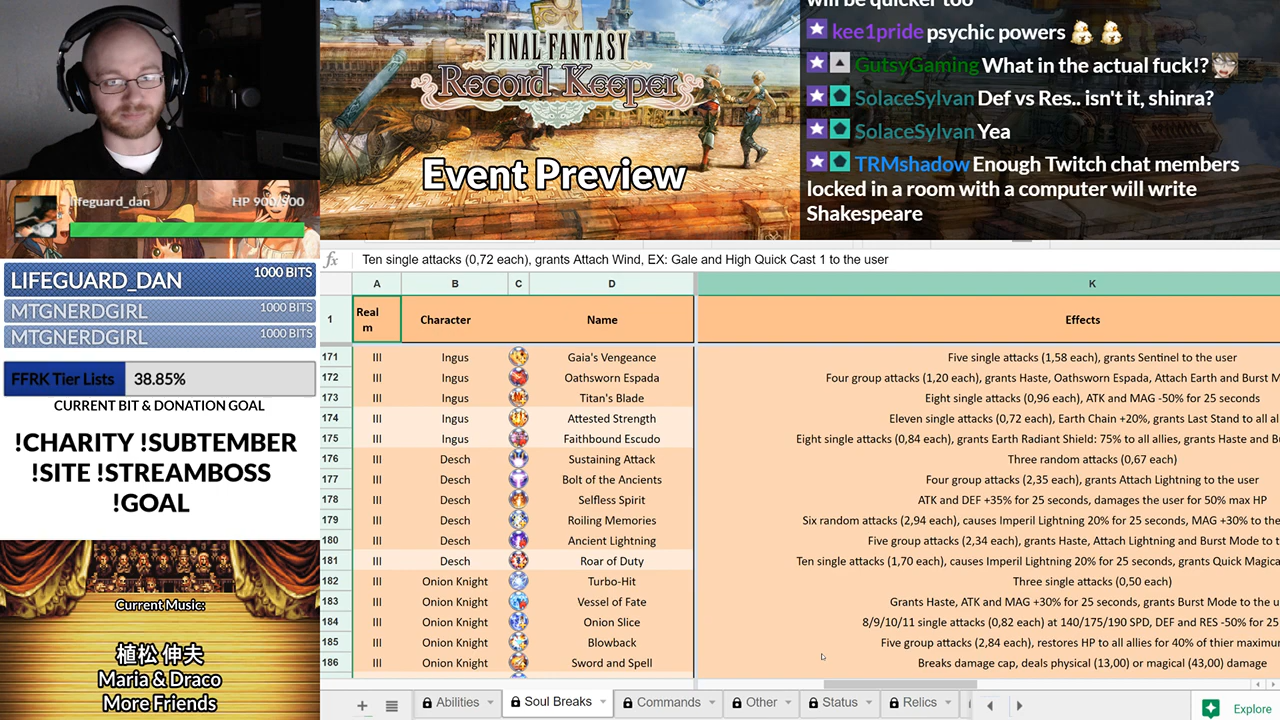 will be quicker too
kee1pride psychic powers
GutsyGaming What in the actual fuck!?
SolaceSylvan Def vs Res.. isn't it, shinra?
SolaceSylvan Yea
TRMshadow Enough Twitch chat members
locked in a room with a computer will write
Shakespeare
FINAL FANTASY
Record Keeper
Event Preview
lifeguard_dan HP 900/900
LIFEGUARD_DAN 1000 BITS
MTGNERDGIRL 1000 BITS
MTGNERDGIRL 1000 BITS
FFRK Tier Lists 38.85%
CURRENT BIT & DONATION GOAL
!CHARITY !SUBTEMBER
!SITE !STREAMBOSS
!GOAL
Current Music:
植松 伸夫
Maria & Draco
More Friends
fx Ten single attacks (0,72 each), grants Attach Wind, EX: Gale and High Quick Cast 1 to the user
A B C D K
1 Real
m Character Name Effects
171 III Ingus Gaia's Vengeance Five single attacks (1,58 each), grants Sentinel to the user
172 III Ingus Oathsworn Espada Four group attacks (1,20 each), grants Haste, Oathsworn Espada, Attach Earth and Burst M
173 III Ingus Titan's Blade Eight single attacks (0,96 each), ATK and MAG -50% for 25 seconds
174 III Ingus Attested Strength Eleven single attacks (0,72 each), Earth Chain +20%, grants Last Stand to all al
175 III Ingus Faithbound Escudo Eight single attacks (0,84 each), grants Earth Radiant Shield: 75% to all allies, grants Haste and B
176 III Desch Sustaining Attack Three random attacks (0,67 each)
177 III Desch Bolt of the Ancients Four group attacks (2,35 each), grants Attach Lightning to the user
178 III Desch Selfless Spirit ATK and DEF +35% for 25 seconds, damages the user for 50% max HP
179 III Desch Roiling Memories Six random attacks (2,94 each), causes Imperil Lightning 20% for 25 seconds, MAG +30% to the
180 III Desch Ancient Lightning Five group attacks (2,34 each), grants Haste, Attach Lightning and Burst Mode to t
181 III Desch Roar of Duty Ten single attacks (1,70 each), causes Imperil Lightning 20% for 25 seconds, grants Quick Magica
182 III Onion Knight Turbo-Hit Three single attacks (0,50 each)
183 III Onion Knight Vessel of Fate Grants Haste, ATK and MAG +30% for 25 seconds, grants Burst Mode to the u
184 III Onion Knight Onion Slice 8/9/10/11 single attacks (0,82 each) at 140/175/190 SPD, DEF and RES -50% for 25
185 III Onion Knight Blowback Five group attacks (2,84 each), restores HP to all allies for 40% of thier maximu
186 III Onion Knight Sword and Spell Breaks damage cap, deals physical (13,00) or magical (43,00) damage
+ Abilities Soul Breaks Commands Other Status Relics Explore